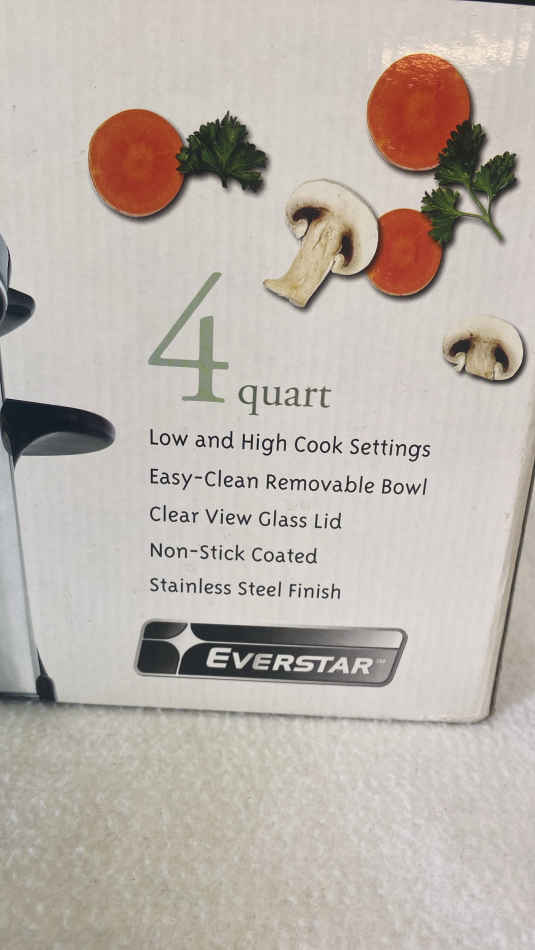 4 quart
Low and High Cook Settings
Easy-Clean Removable Bowl
Clear View Glass Lid
Non-Stick Coated
Stainless Steel Finish
EVERSTAR™